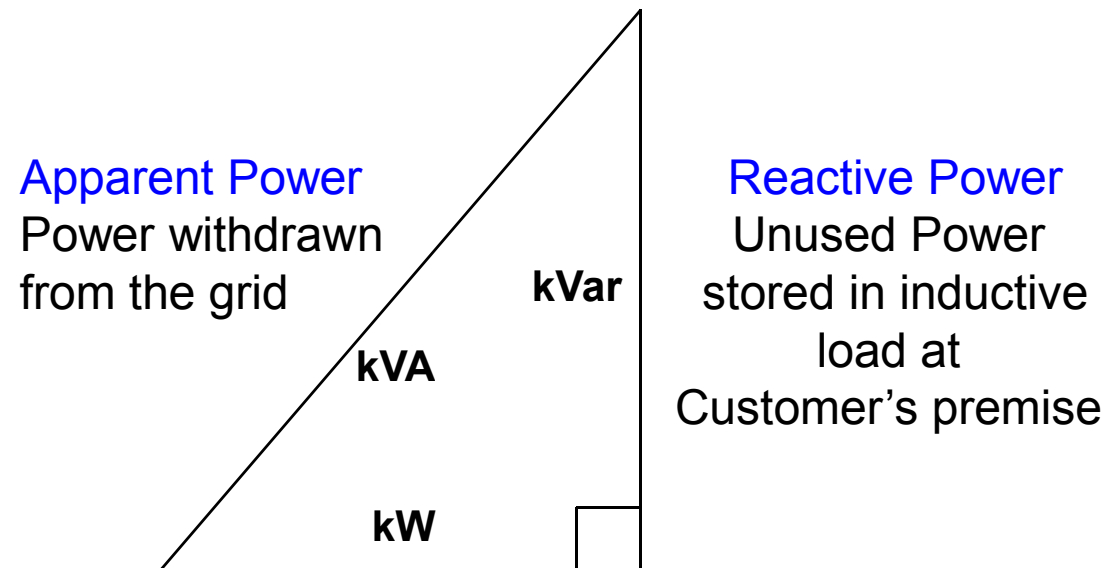 Apparent Power
Power withdrawn
from the grid
kVA
kVar
kW
Reactive Power
Unused Power
stored in inductive
load at
Customer’s premise